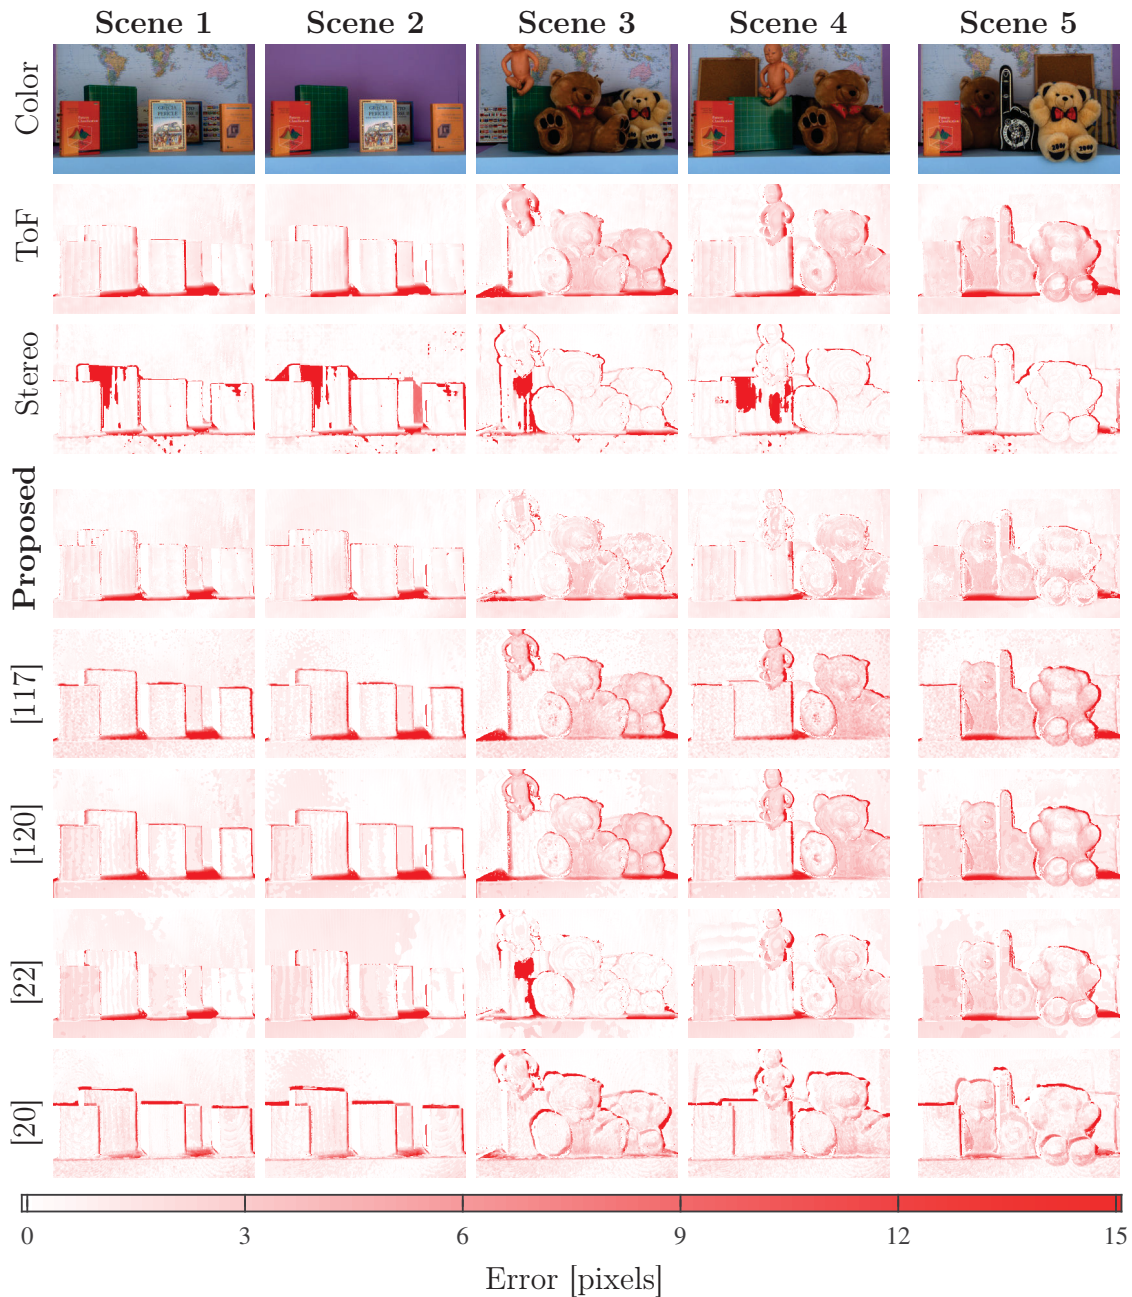 Scene 1 Scene 2 Scene 3 Scene 4 Scene 5
Color
ToF
Stereo
Proposed
[117]
[120]
[22]
[20]
0 3 6 9 12 15
Error [pixels]